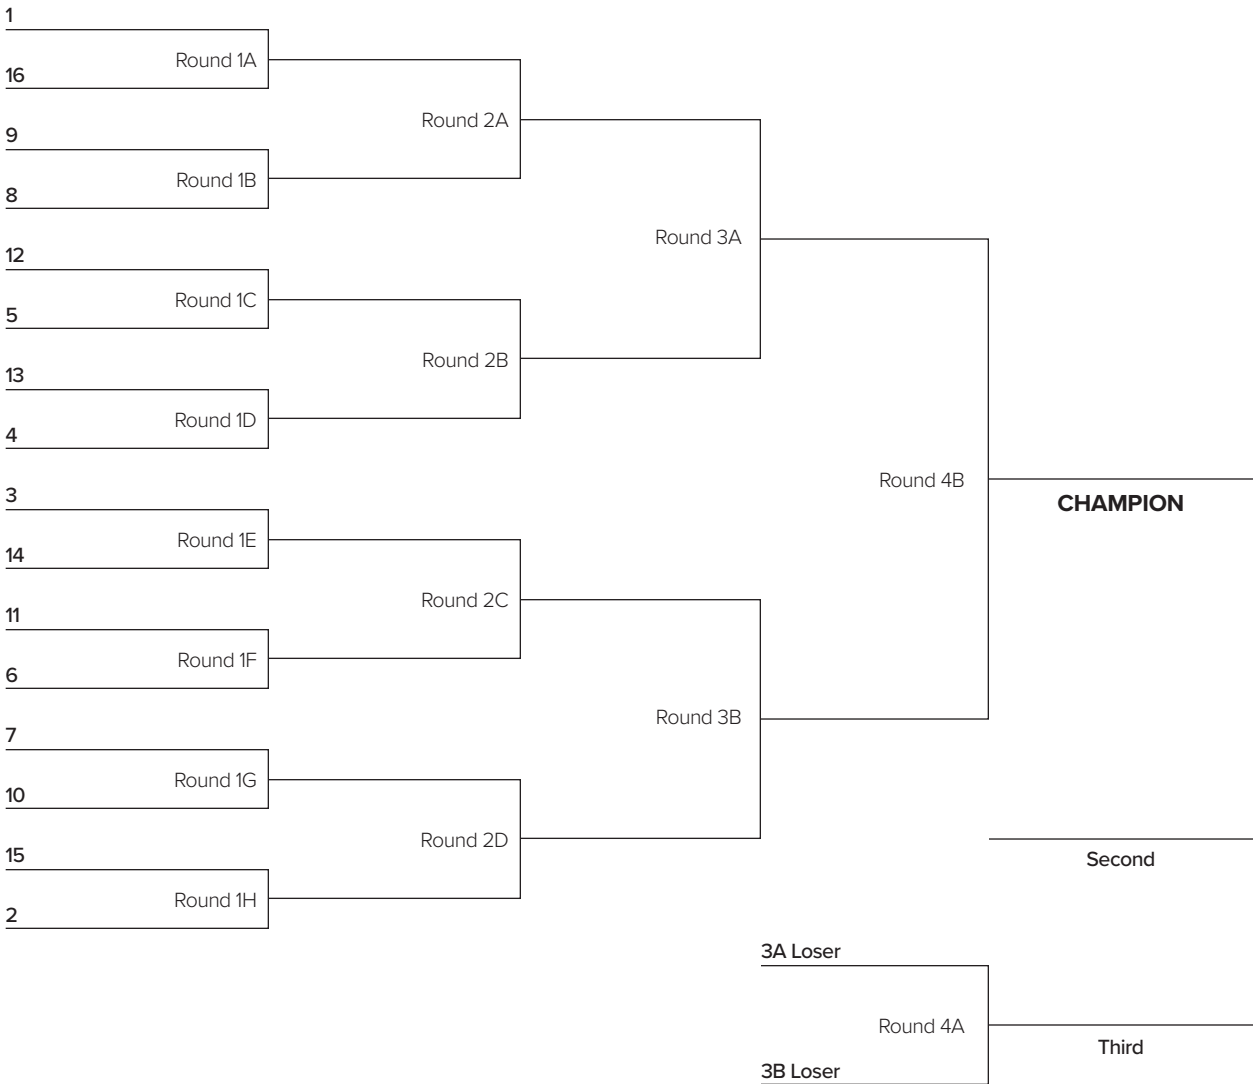 1
Round 1A
16
Round 2A
9
Round 1B
8
Round 3A
12
Round 1C
5
Round 2B
13
Round 1D
4
Round 4B
CHAMPION
3
Round 1E
14
Round 2C
11
Round 1F
6
Round 3B
7
Round 1G
10
Round 2D
15
Round 1H
2
Second
3A Loser
Round 4A
Third
3B Loser